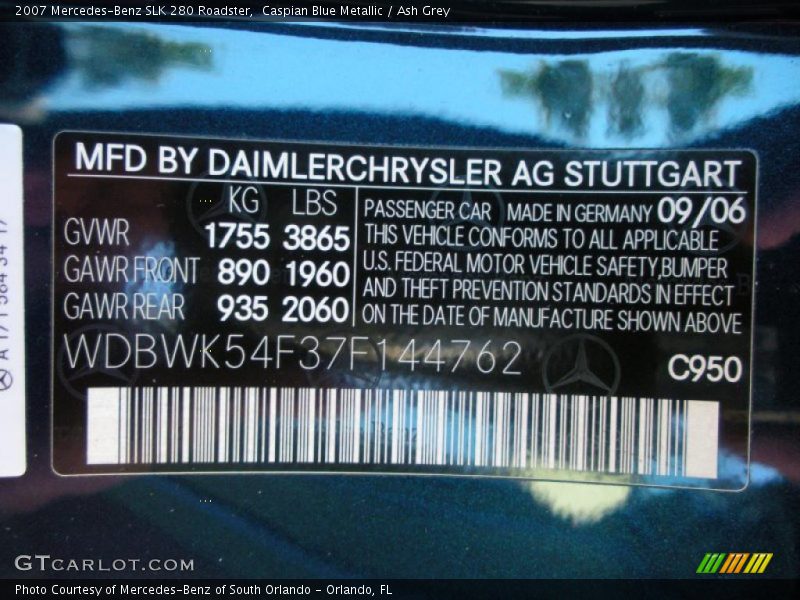 2007 Mercedes-Benz SLK 280 Roadster, Caspian Blue Metallic / Ash Grey
MFD BY DAIMLERCHRYSLER AG STUTTGART
KG LBS
GVWR 1755 3865
GAWR FRONT 890 1960
GAWR REAR 935 2060
PASSENGER CAR MADE IN GERMANY 09/06
THIS VEHICLE CONFORMS TO ALL APPLICABLE
U.S. FEDERAL MOTOR VEHICLE SAFETY,BUMPER
AND THEFT PREVENTION STANDARDS IN EFFECT
ON THE DATE OF MANUFACTURE SHOWN ABOVE
WDBWK54F37F144762
C950
GTCARLOT.COM
Photo Courtesy of Mercedes-Benz of South Orlando - Orlando, FL